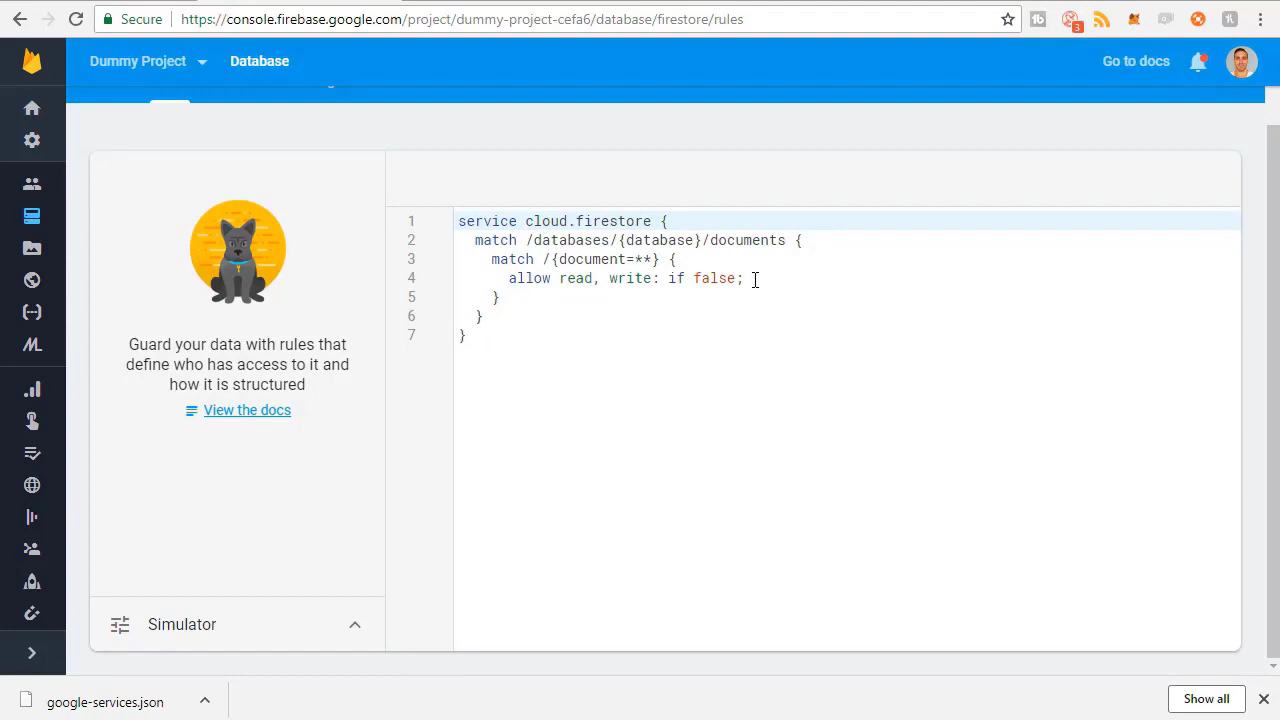 Secure
https://console.firebase.google.com/project/dummy-project-cefa6/database/firestore/rules
3
Dummy Project
Database
Go to docs
1 service cloud.firestore {
2 match /databases/{database}/documents {
3 match /{document=**} {
4 allow read, write: if false;
5 }
6 }
7 }
Guard your data with rules that
define who has access to it and
how it is structured
View the docs
Simulator
google-services.json
Show all